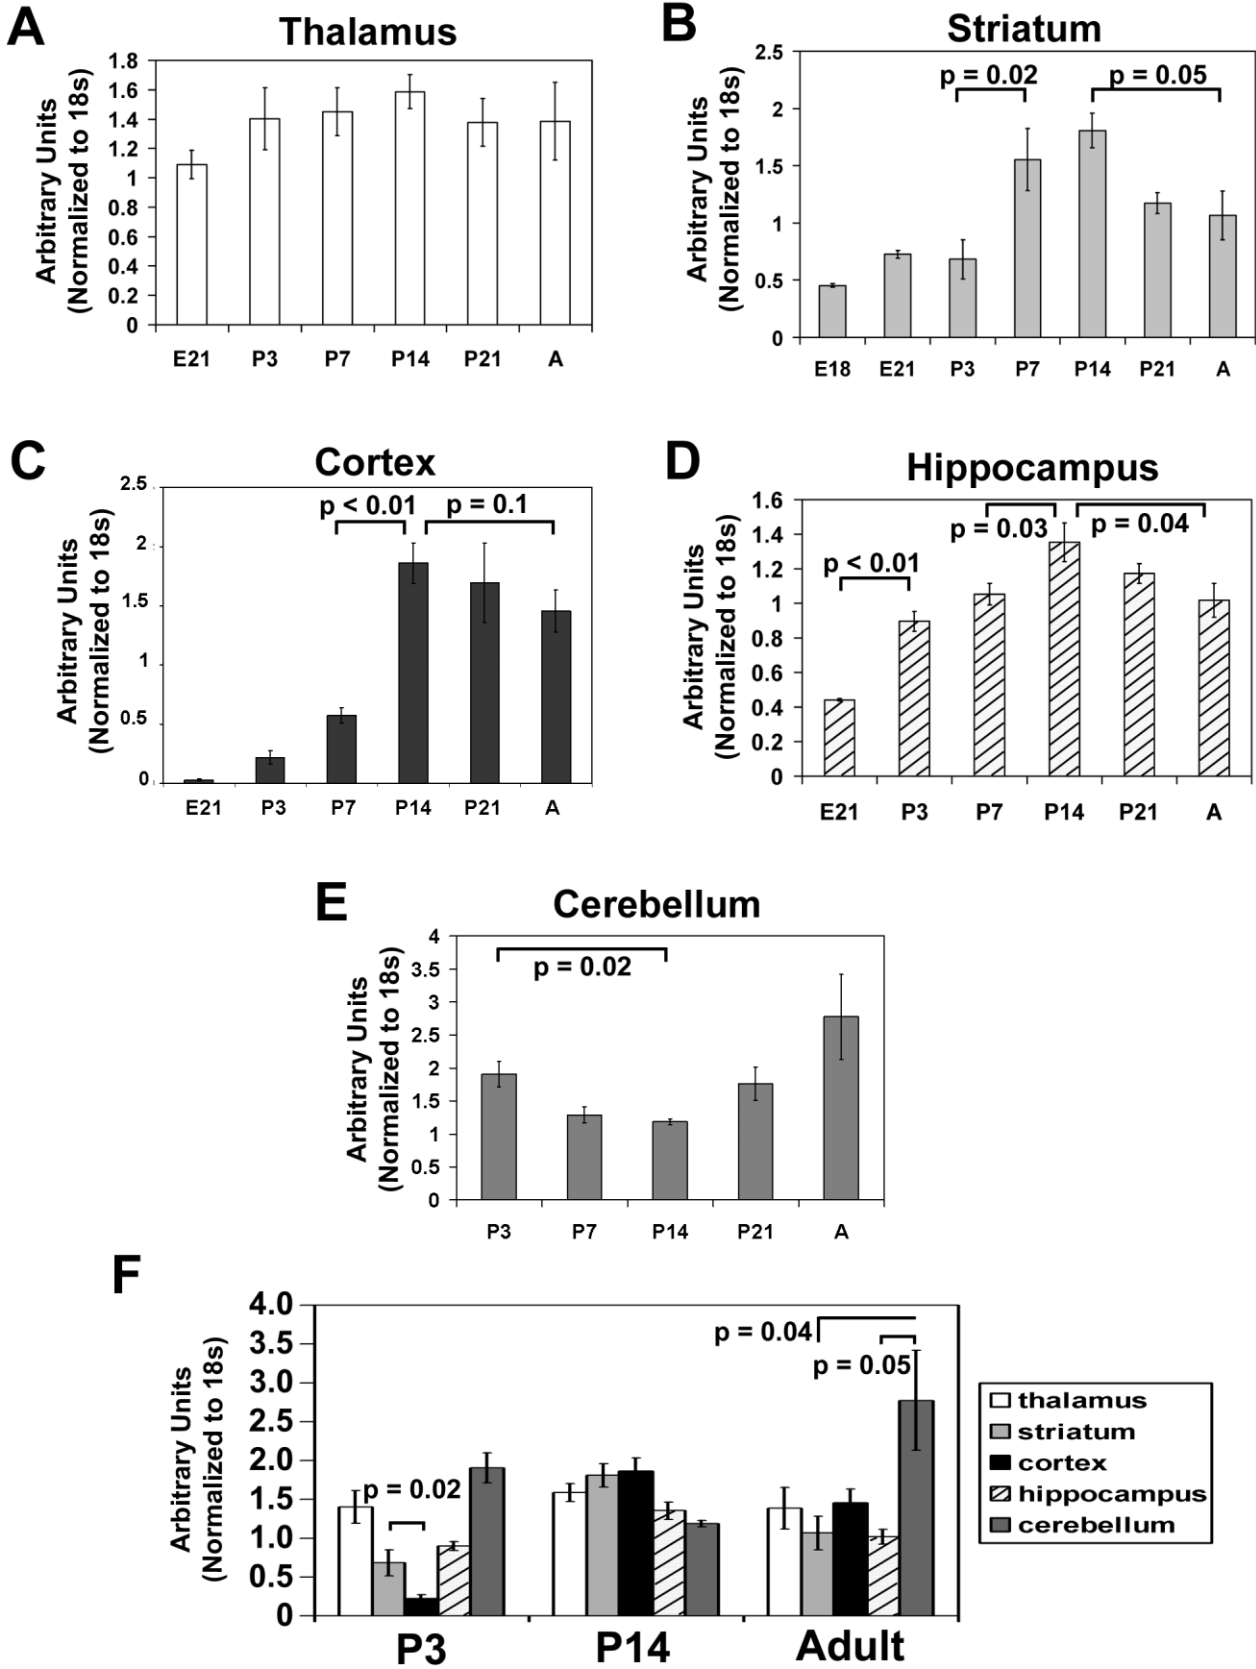 A
Thalamus
Arbitrary Units
(Normalized to 18s)
1.8
1.6
1.4
1.2
1
0.8
0.6
0.4
0.2
0
E21 P3 P7 P14 P21 A
B
Striatum
Arbitrary Units
(Normalized to 18s)
2.5
2
1.5
1
0.5
0
p = 0.02
p = 0.05
E18 E21 P3 P7 P14 P21 A
C
Cortex
Arbitrary Units
(Normalized to 18s)
2.5
2
1.5
1
0.5
0
p < 0.01
p = 0.1
E21 P3 P7 P14 P21 A
D
Hippocampus
Arbitrary Units
(Normalized to 18s)
1.6
1.4
1.2
1
0.8
0.6
0.4
0.2
0
p < 0.01
p = 0.03
p = 0.04
E21 P3 P7 P14 P21 A
E
Cerebellum
Arbitrary Units
(Normalized to 18s)
4
3.5
3
2.5
2
1.5
1
0.5
0
p = 0.02
P3 P7 P14 P21 A
F
Arbitrary Units
(Normalized to 18s)
4.0
3.5
3.0
2.5
2.0
1.5
1.0
0.5
0
p = 0.02
p = 0.04
p = 0.05
P3 P14 Adult
thalamus
striatum
cortex
hippocampus
cerebellum